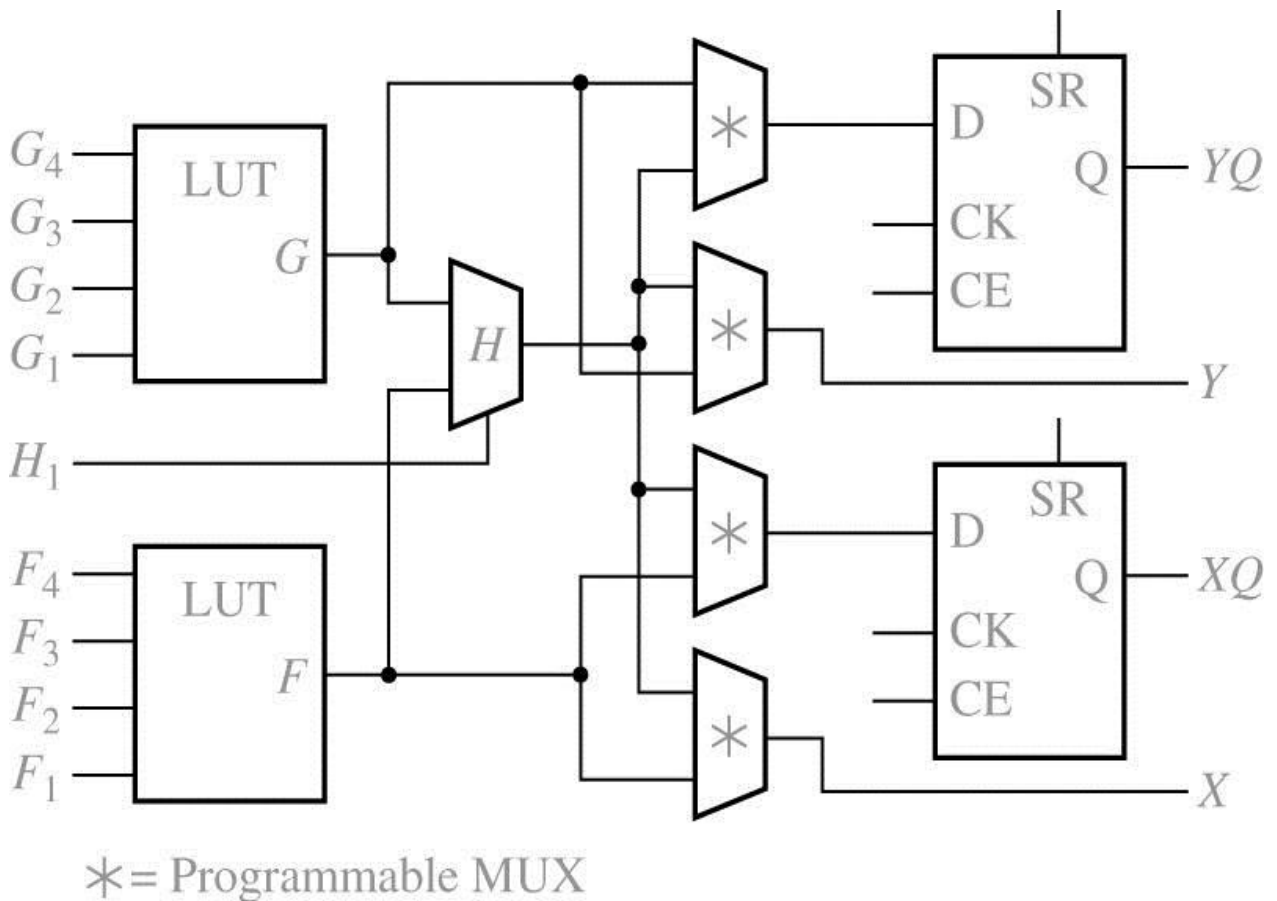 SR
G₄
LUT
D
Q
YQ
G₃
G
CK
G₂
CE
G₁
H
Y
H₁
SR
F₄
LUT
D
Q
XQ
F₃
F
CK
F₂
CE
F₁
X
*= Programmable MUX